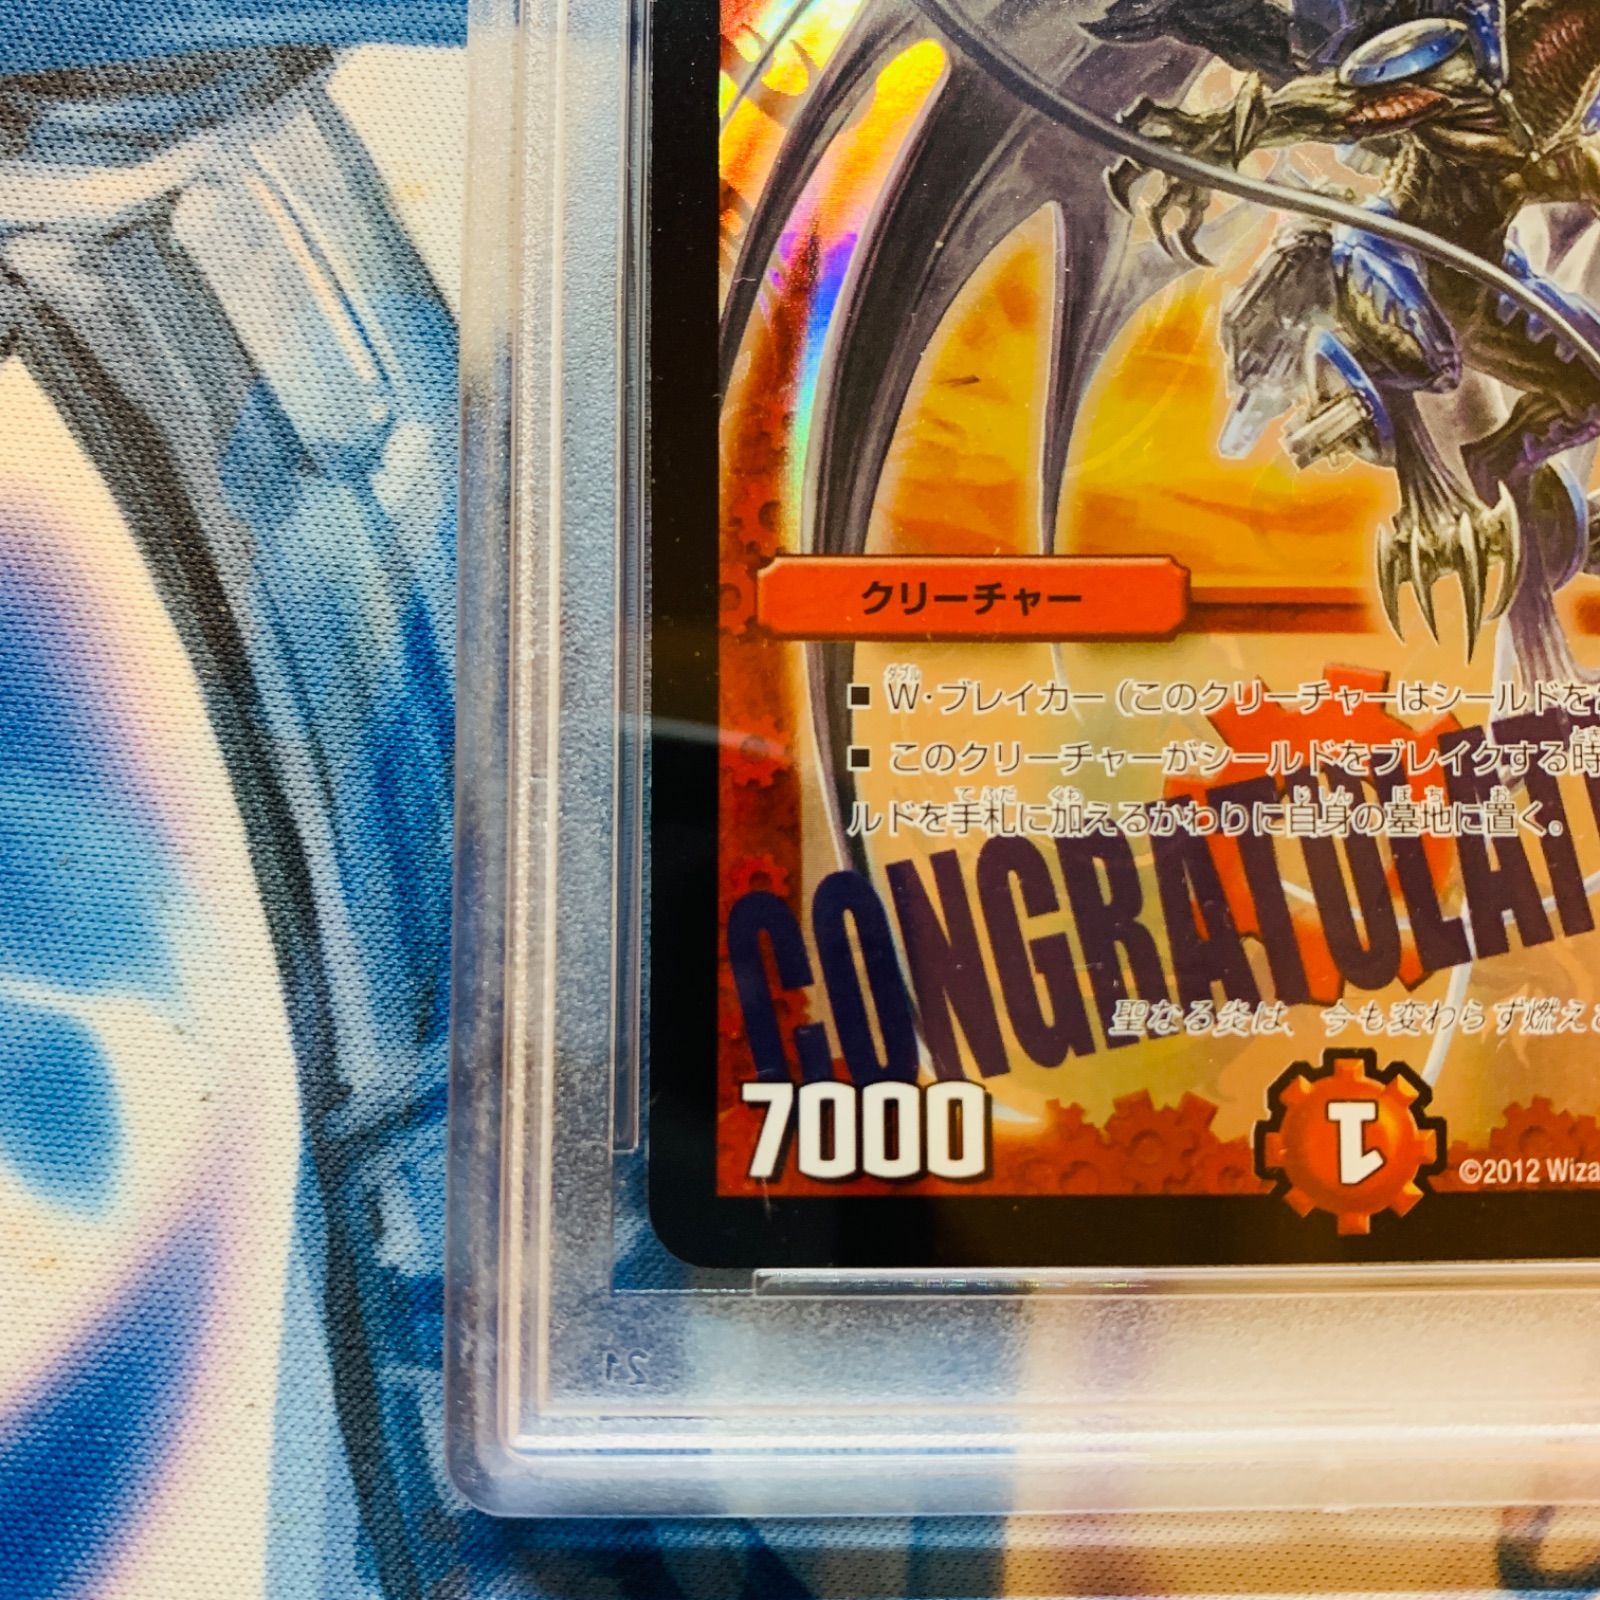 クリーチャー
■ W・ブレイカー (このクリーチャーはシールドを
■ このクリーチャーがシールドをブレイクする時
ルドを手札に加えるかわりに自身の墓地に置く。
CONGRATULAT
聖なる炎は、今も変わらず燃え
7000
1
©2012 Wiza
21